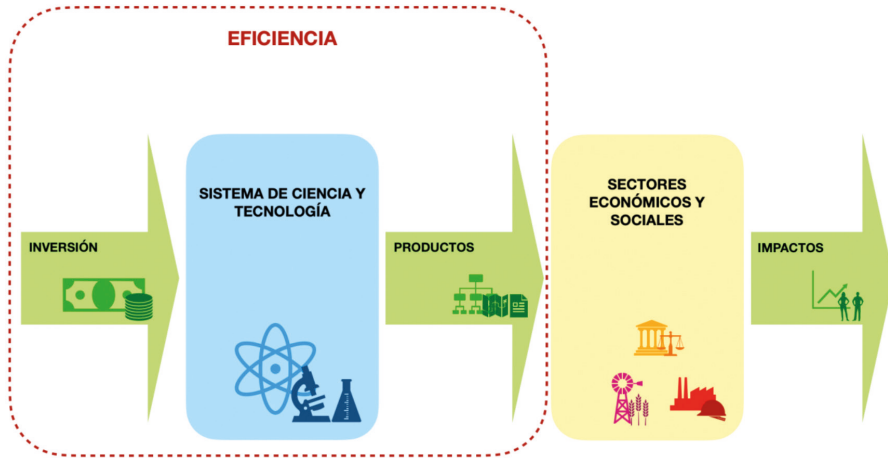 EFICIENCIA
INVERSIÓN
SISTEMA DE CIENCIA Y
TECNOLOGÍA
PRODUCTOS
SECTORES
ECONÓMICOS Y
SOCIALES
IMPACTOS